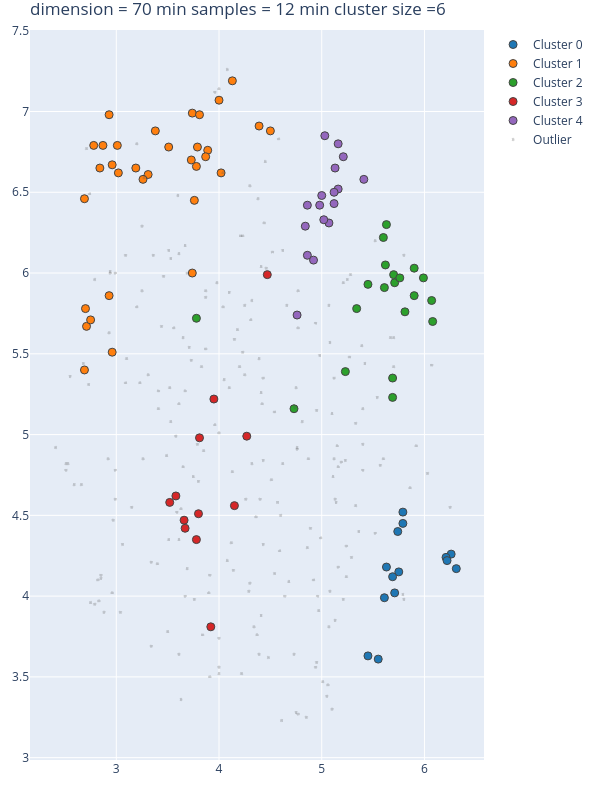 dimension = 70 min samples = 12 min cluster size =6
7.5
7
6.5
6
5.5
5
4.5
4
3.5
3
3 4 5 6
Cluster 0
Cluster 1
Cluster 2
Cluster 3
Cluster 4
Outlier